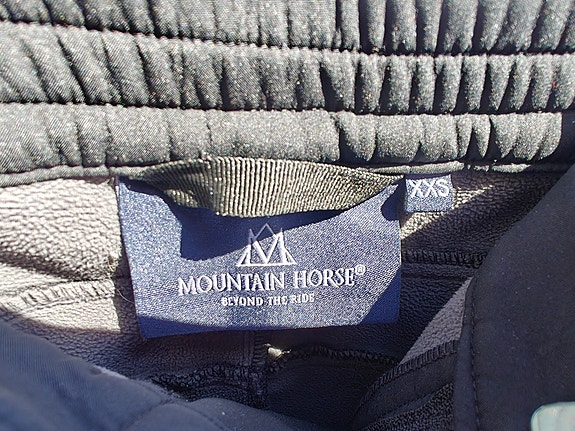 XXS
MOUNTAIN HORSE®
BEYOND THE RIDE